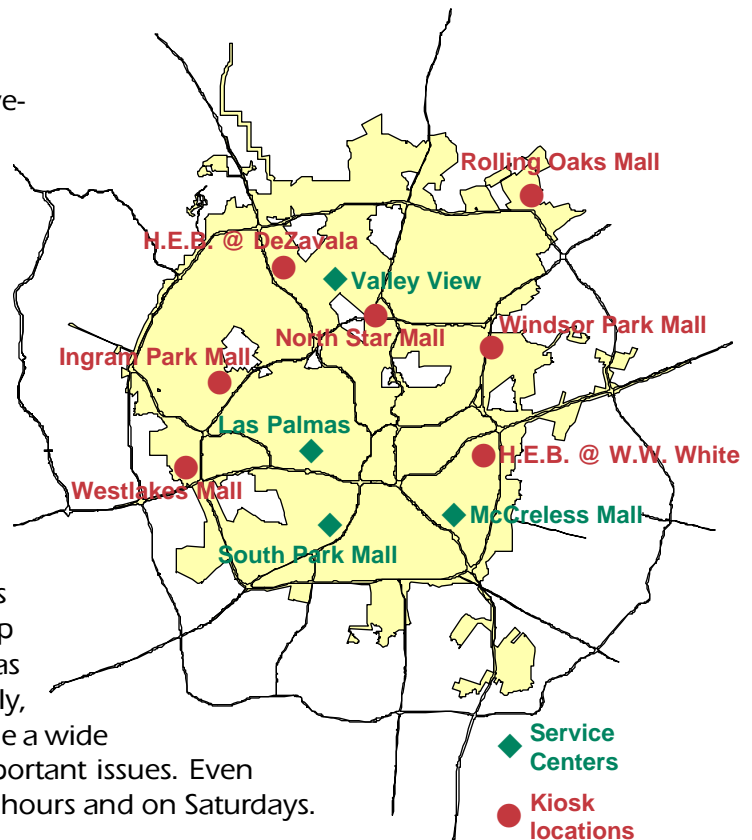 ve-
Rolling Oaks Mall
H.E.B. @ DeZavala
Valley View
North Star Mall
Windsor Park Mall
Ingram Park Mall
Las Palmas
H.E.B. @ W.W. White
Westlakes Mall
McCreless Mall
South Park Mall
s
p
as
ly,
e a wide
portant issues. Even
hours and on Saturdays.
Service
Centers
Kiosk
locations